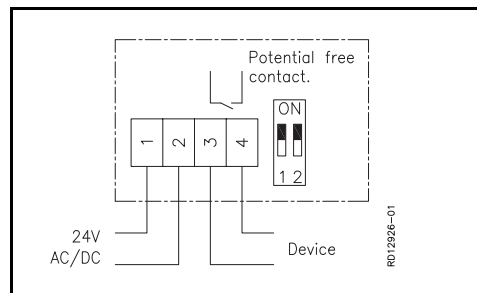 Potential free
contact.
ON
1 2 3 4
1 2
24V
AC/DC
Device
RD12926-01